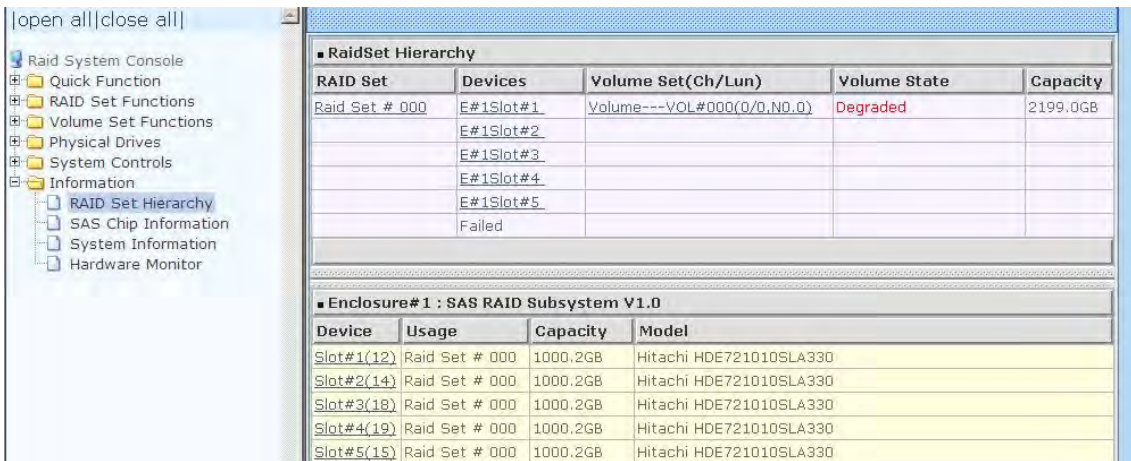 |open all|close all|
Raid System Console
Quick Function
RAID Set Functions
Volume Set Functions
Physical Drives
System Controls
Information
RAID Set Hierarchy
SAS Chip Information
System Information
Hardware Monitor
RaidSet Hierarchy
RAID Set Devices Volume Set(Ch/Lun) Volume State Capacity
Raid Set # 000 E#1Slot#1 Volume---VOL#000(0/0,N0.0) Degraded 2199.0GB
E#1Slot#2
E#1Slot#3
E#1Slot#4
E#1Slot#5
Failed
Enclosure#1 : SAS RAID Subsystem V1.0
Device Usage Capacity Model
Slot#1(12) Raid Set # 000 1000.2GB Hitachi HDE721010SLA330
Slot#2(14) Raid Set # 000 1000.2GB Hitachi HDE721010SLA330
Slot#3(18) Raid Set # 000 1000.2GB Hitachi HDE721010SLA330
Slot#4(19) Raid Set # 000 1000.2GB Hitachi HDE721010SLA330
Slot#5(15) Raid Set # 000 1000.2GB Hitachi HDE721010SLA330